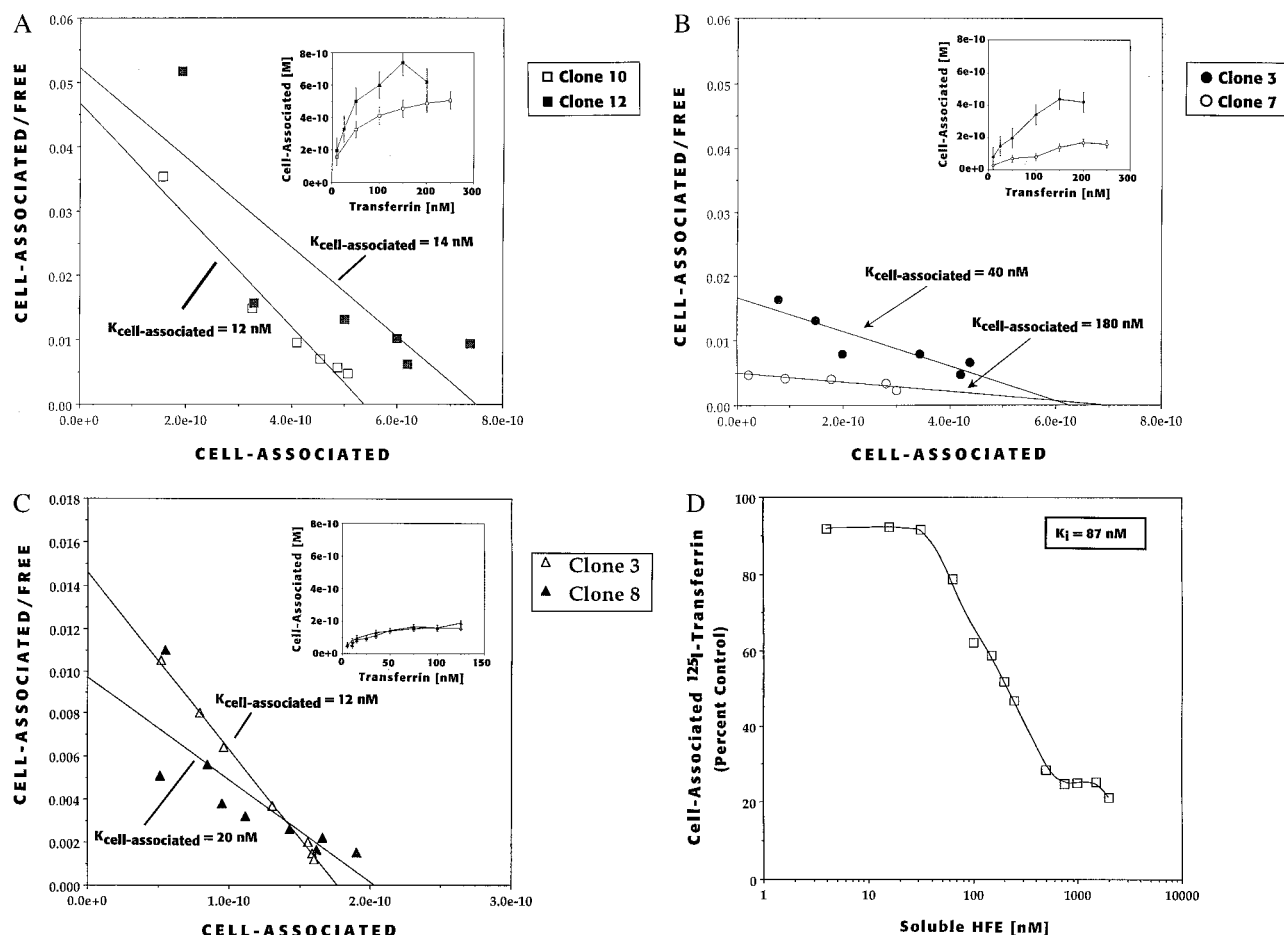 A
0.06
0.05
0.04
0.03
0.02
0.01
0.00
CELL-ASSOCIATED/FREE
0.0e+0
2.0e-10
4.0e-10
6.0e-10
8.0e-10
CELL-ASSOCIATED
8e-10
6e-10
4e-10
2e-10
0e+0
Cell-Associated [M]
0
100
200
300
Transferrin [nM]
Kcell-associated = 14 nM
Kcell-associated = 12 nM
Clone 10
Clone 12
B
0.06
0.05
0.04
0.03
0.02
0.01
0.00
CELL-ASSOCIATED/FREE
0.0e+0
2.0e-10
4.0e-10
6.0e-10
8.0e-10
CELL-ASSOCIATED
8e-10
6e-10
4e-10
2e-10
0e+0
Cell-Associated [M]
0
100
200
300
Transferrin [nM]
Kcell-associated = 40 nM
Kcell-associated = 180 nM
Clone 3
Clone 7
C
0.018
0.016
0.014
0.012
0.010
0.008
0.006
0.004
0.002
0.000
CELL-ASSOCIATED/FREE
0.0e+0
1.0e-10
2.0e-10
3.0e-10
CELL-ASSOCIATED
8e-10
6e-10
4e-10
2e-10
0e+0
Cell-Associated [M]
0
50
100
150
Transferrin [nM]
Kcell-associated = 12 nM
Kcell-associated = 20 nM
Clone 3
Clone 8
D
100
80
60
40
20
0
Cell-Associated 125I-Transferrin
(Percent Control)
Ki = 87 nM
1
10
100
1000
10000
Soluble HFE [nM]